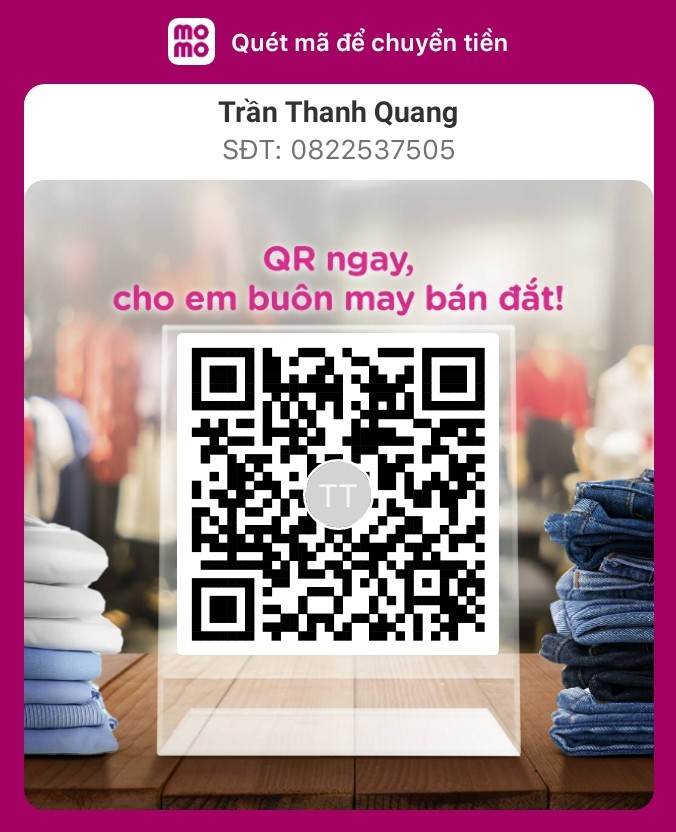 mo
mo
Quét mã để chuyển tiền
Trần Thanh Quang
SĐT: 0822537505
QR ngay,
cho em buôn may bán đắt!
TT